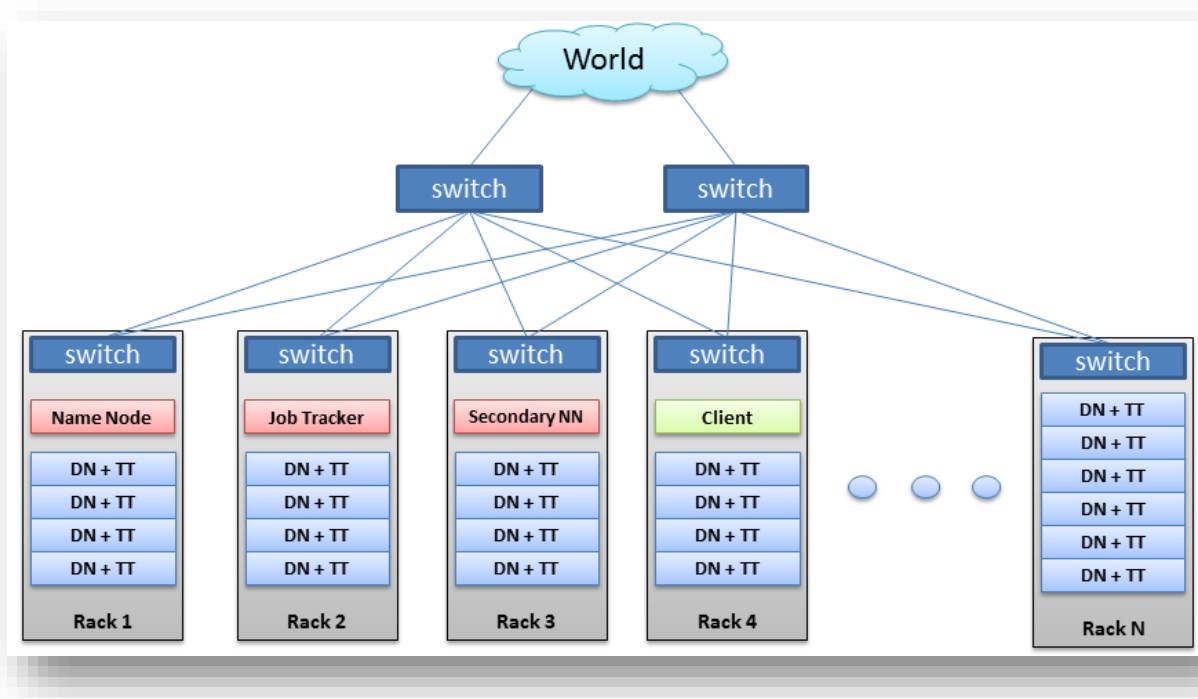 World
switch
switch
switch
switch
switch
switch
switch
Name Node
Job Tracker
Secondary NN
Client
DN + TT
DN + TT
DN + TT
DN + TT
Rack 1
DN + TT
DN + TT
DN + TT
DN + TT
Rack 2
DN + TT
DN + TT
DN + TT
DN + TT
Rack 3
DN + TT
DN + TT
DN + TT
DN + TT
Rack 4
DN + TT
DN + TT
DN + TT
DN + TT
DN + TT
DN + TT
Rack N